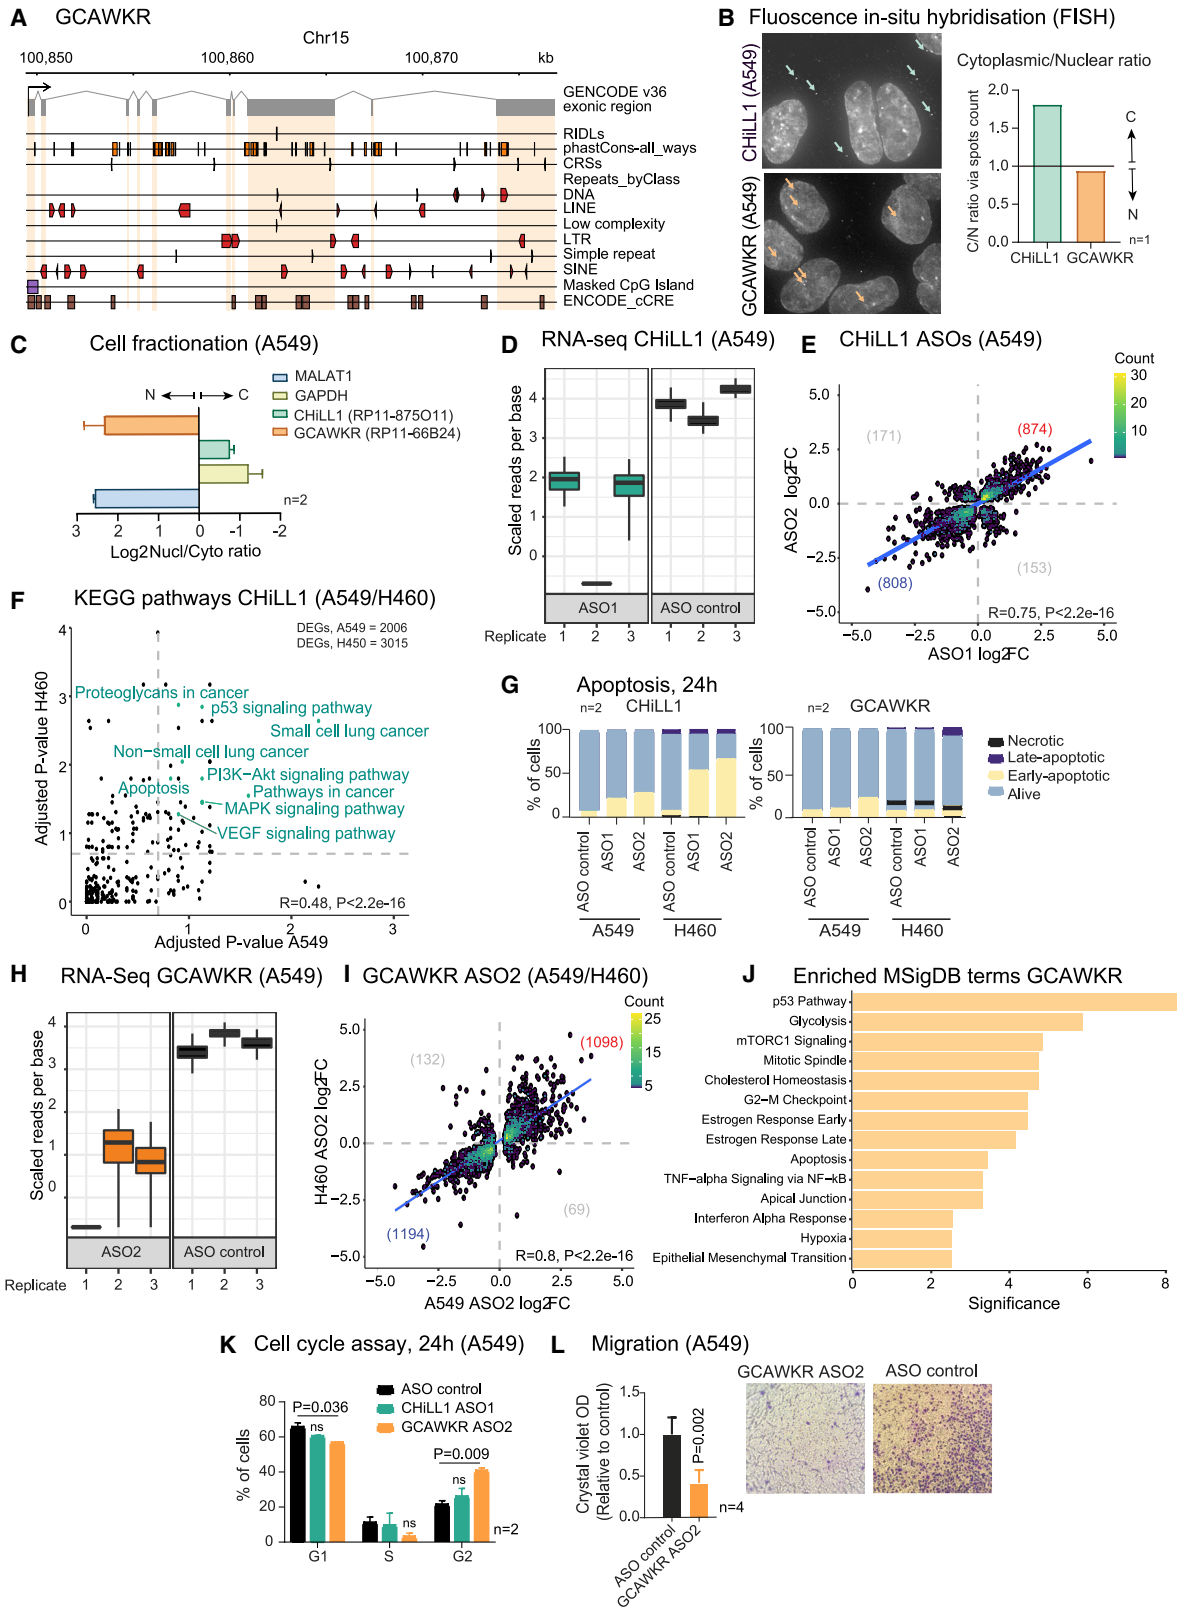 A GCAWKR
Chr15
100,850 100,860 100,870 kb
GENCODE v36
exonic region
RIDLs
phastCons-all_ways
CRSs
Repeats_byClass
DNA
LINE
Low complexity
LTR
Simple repeat
SINE
Masked CpG Island
ENCODE_cCRE
B Fluoscence in-situ hybridisation (FISH)
CHiLL1 (A549)
GCAWKR (A549)
Cytoplasmic/Nuclear ratio
C/N ratio via spots count
2.0
1.5
1.0
0.5
0.0
C
N
n=1
CHiLL1 GCAWKR
C Cell fractionation (A549)
N C
MALAT1
GAPDH
CHiLL1 (RP11-875O11)
GCAWKR (RP11-66B24)
n=2
3 2 1 0 -1 -2
Log2Nucl/Cyto ratio
D RNA-seq CHiLL1 (A549)
Scaled reads per base
4
3
2
1
0
ASO1 ASO control
Replicate 1 2 3 1 2 3
E CHiLL1 ASOs (A549)
Count
30
20
10
ASO2 log2FC
5.0
2.5
0.0
−2.5
−5.0
(171)
(874)
(808)
(153)
R=0.75, P<2.2e-16
−5.0 −2.5 0.0 2.5 5.0
ASO1 log2FC
F KEGG pathways CHiLL1 (A549/H460)
DEGs, A549 = 2006
DEGs, H450 = 3015
Adjusted P-value H460
4
3
2
1
0
Proteoglycans in cancer
p53 signaling pathway
Small cell lung cancer
Non−small cell lung cancer
PI3K−Akt signaling pathway
Apoptosis
Pathways in cancer
MAPK signaling pathway
VEGF signaling pathway
R=0.48, P<2.2e-16
0 1 2 3
Adjusted P-value A549
G Apoptosis, 24h
n=2 CHiLL1
n=2 GCAWKR
% of cells
100
50
0
ASO control
ASO1
ASO2
ASO control
ASO1
ASO2
A549 H460
% of cells
100
50
0
ASO control
ASO1
ASO2
ASO control
ASO1
ASO2
A549 H460
Necrotic
Late-apoptotic
Early-apoptotic
Alive
H RNA-Seq GCAWKR (A549)
Scaled reads per base
4
3
2
1
0
ASO2 ASO control
Replicate 1 2 3 1 2 3
I GCAWKR ASO2 (A549/H460)
Count
25
15
5
H460 ASO2 log2FC
5.0
2.5
0.0
−2.5
−5.0
(132)
(1098)
(1194)
(69)
R=0.8, P<2.2e-16
−5.0 −2.5 0.0 2.5 5.0
A549 ASO2 log2FC
J Enriched MSigDB terms GCAWKR
p53 Pathway
Glycolysis
mTORC1 Signaling
Mitotic Spindle
Cholesterol Homeostasis
G2−M Checkpoint
Estrogen Response Early
Estrogen Response Late
Apoptosis
TNF−alpha Signaling via NF−kB
Apical Junction
Interferon Alpha Response
Hypoxia
Epithelial Mesenchymal Transition
0 2 4 6 8
Significance
K Cell cycle assay, 24h (A549)
ASO control
CHiLL1 ASO1
GCAWKR ASO2
% of cells
80
60
40
20
0
P=0.036
ns
ns
P=0.009
ns
n=2
G1 S G2
L Migration (A549)
Crystal violet OD
(Relative to control)
1.5
1.0
0.5
0.0
P=0.002
n=4
ASO control
GCAWKR ASO2
GCAWKR ASO2 ASO control